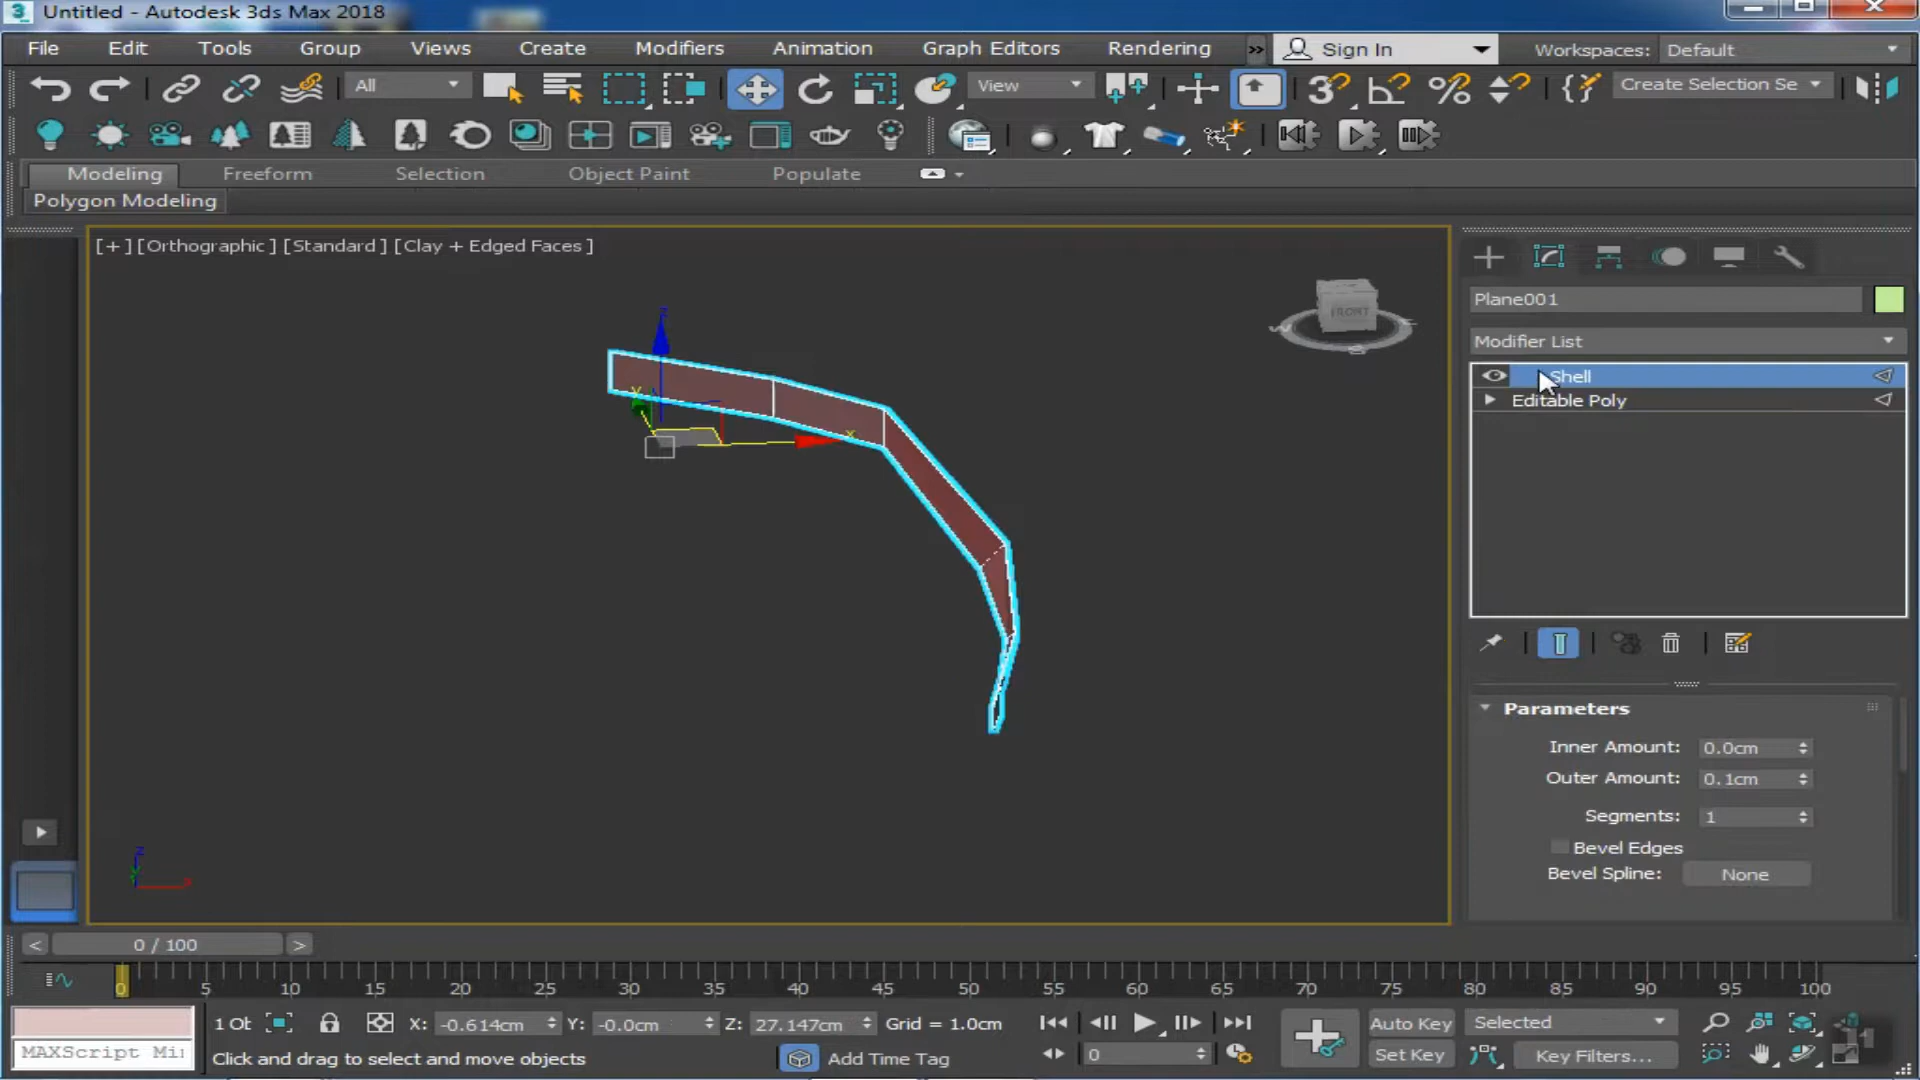 Untitled - Autodesk 3ds Max 2018
File Edit Tools Group Views Create Modifiers Animation Graph Editors Rendering >> Sign In Workspaces: Default
All View Create Selection Se
Modeling Freeform Selection Object Paint Populate
Polygon Modeling
[+] [Orthographic] [Standard] [Clay + Edged Faces]
FRONT
Plane001
Modifier List
Shell
Editable Poly
Parameters
Inner Amount: 0.0cm
Outer Amount: 0.1cm
Segments: 1
Bevel Edges
Bevel Spline: None
z
y
x
z
< 0 / 100 >
0 5 10 15 20 25 30 35 40 45 50 55 60 65 70 75 80 85 90 95 100
1 Ob X: -0.614cm Y: -0.0cm Z: 27.147cm Grid = 1.0cm Auto Key Selected
MAXScript Mi Click and drag to select and move objects Add Time Tag 0 Set Key Key Filters...